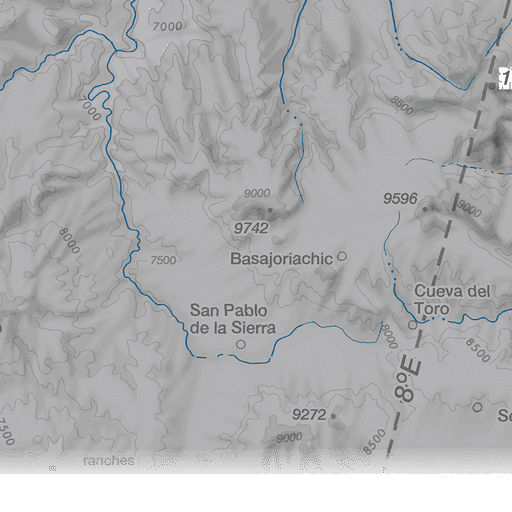 7000
7000
8500
9000
9596
9000
9742
8000
7500
Basajoriachic
Cueva del
Toro
San Pablo
de la Sierra
8000
8500
8°E
9272
9000
8500
7500
ranches